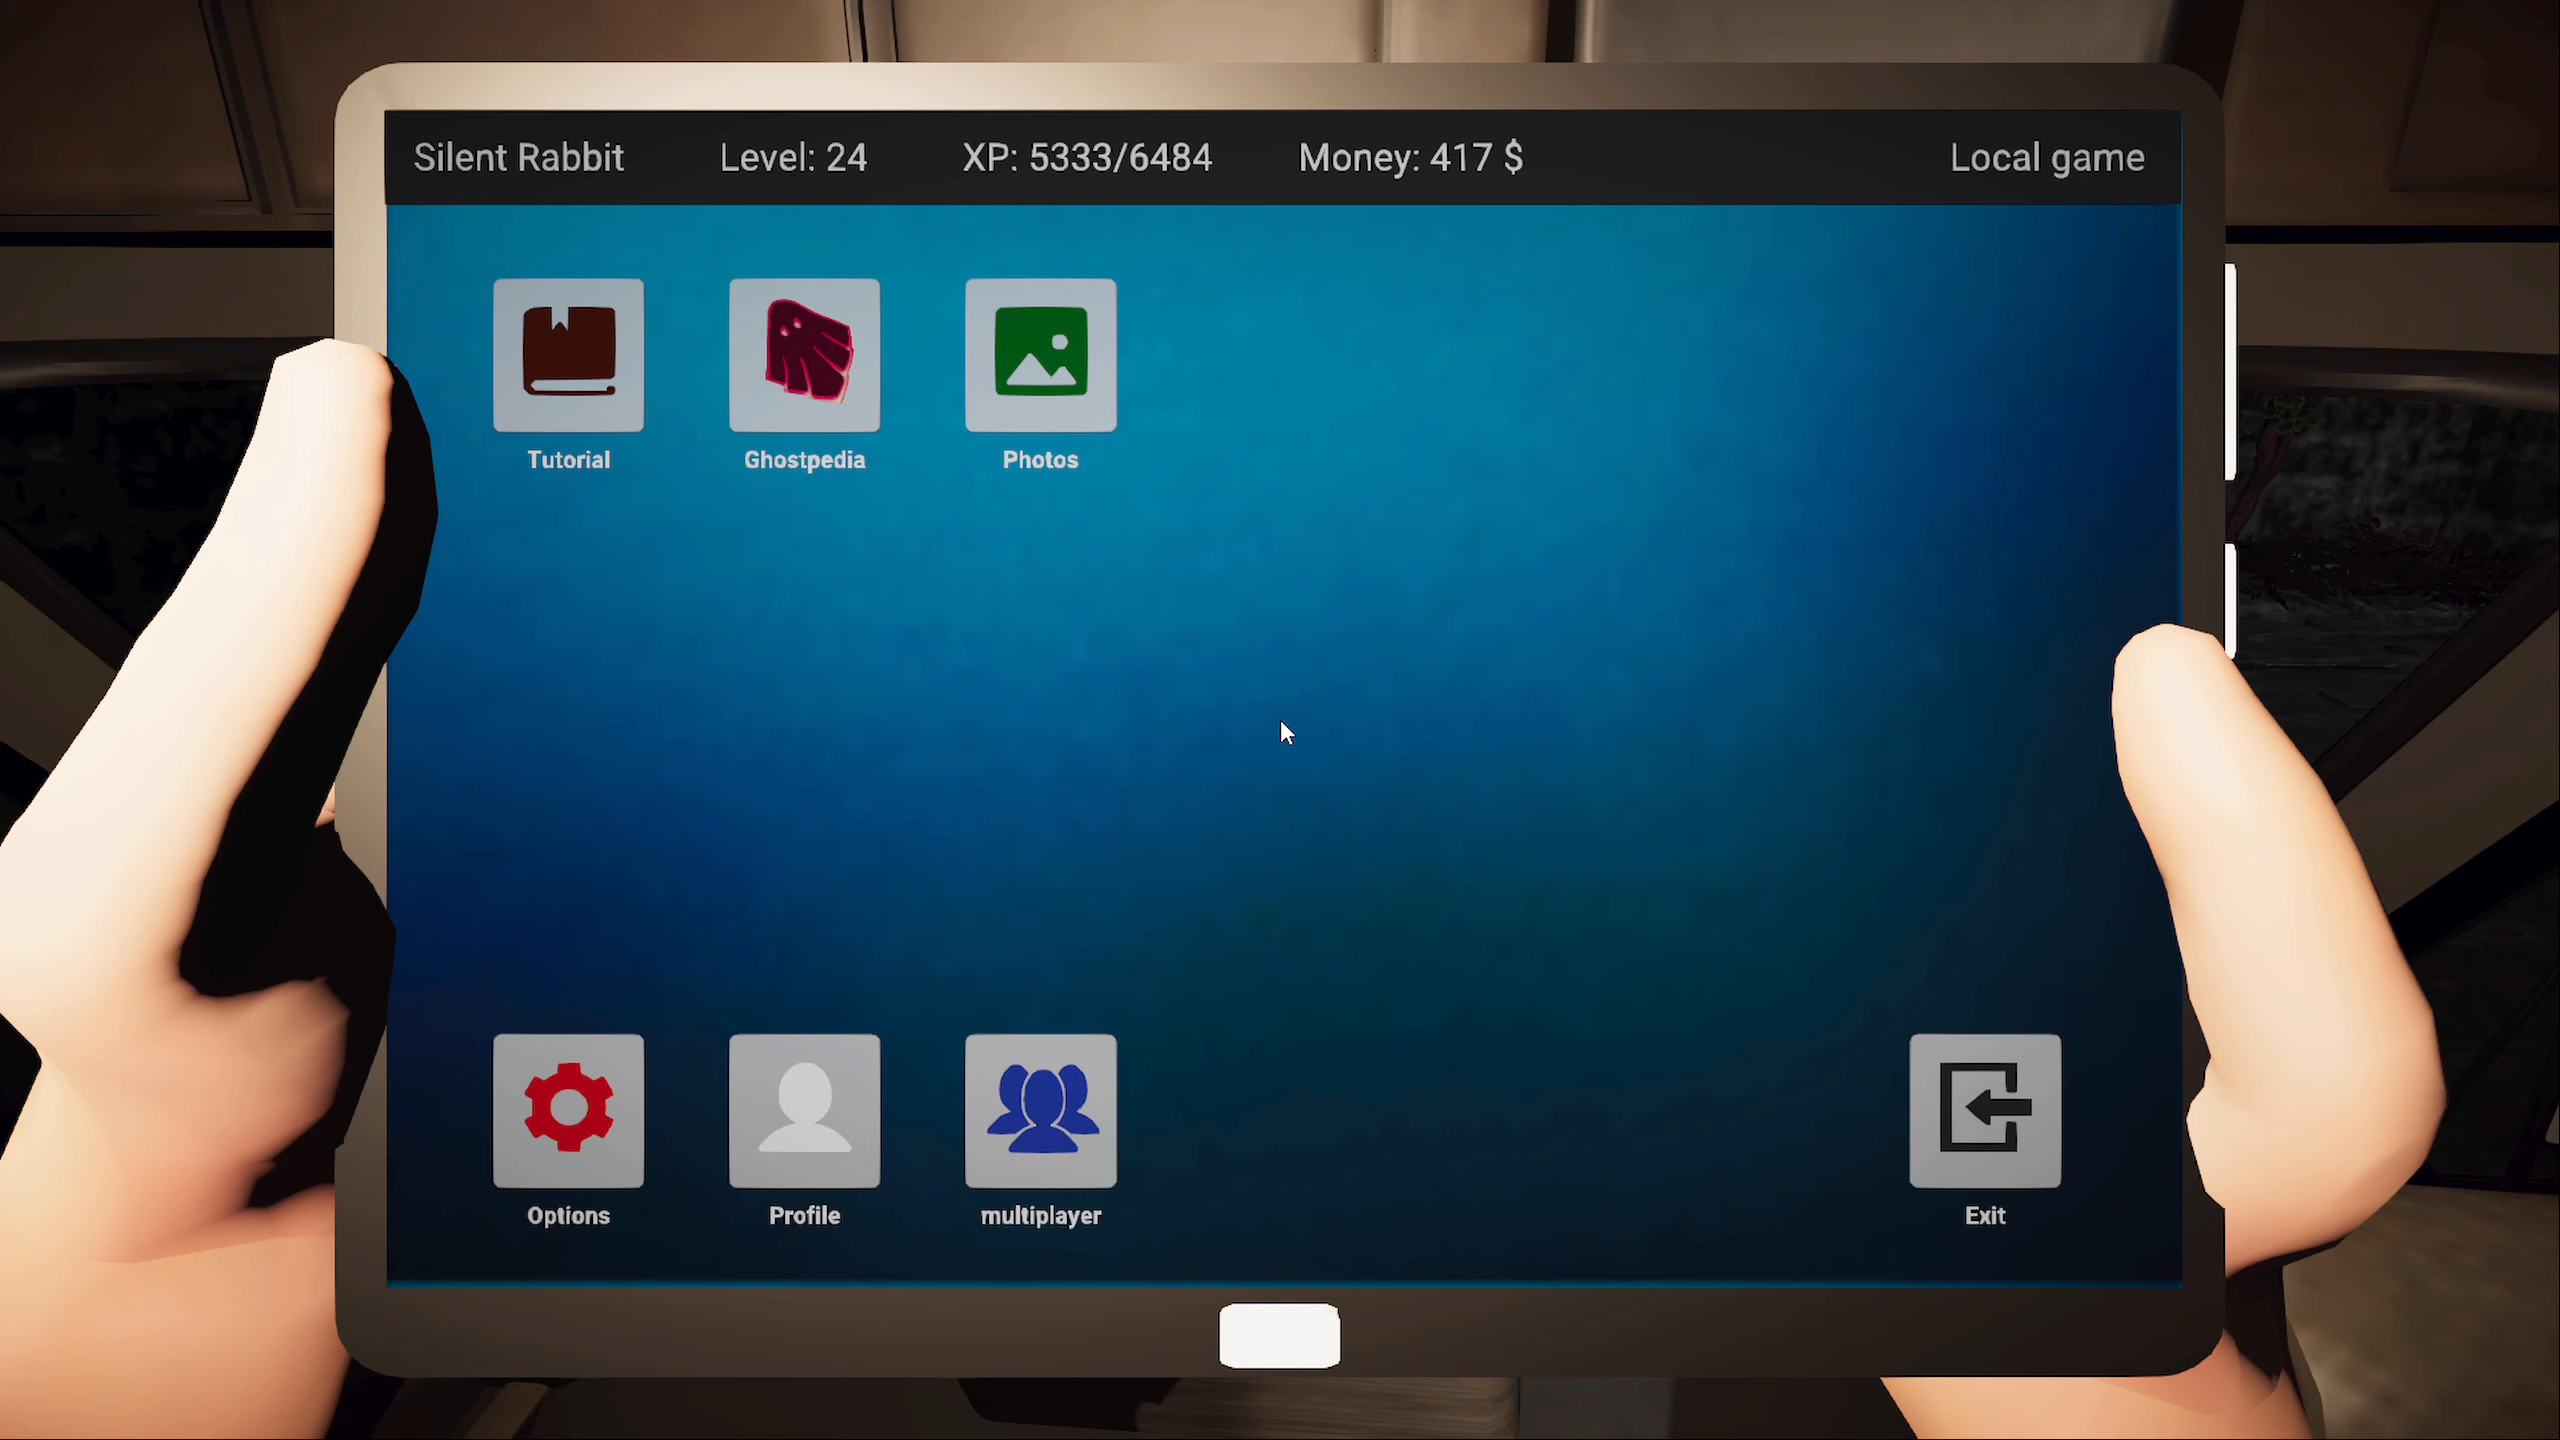 Silent Rabbit Level: 24 XP: 5333/6484 Money: 417 $ Local game
Tutorial Ghostpedia Photos
Options Profile multiplayer Exit